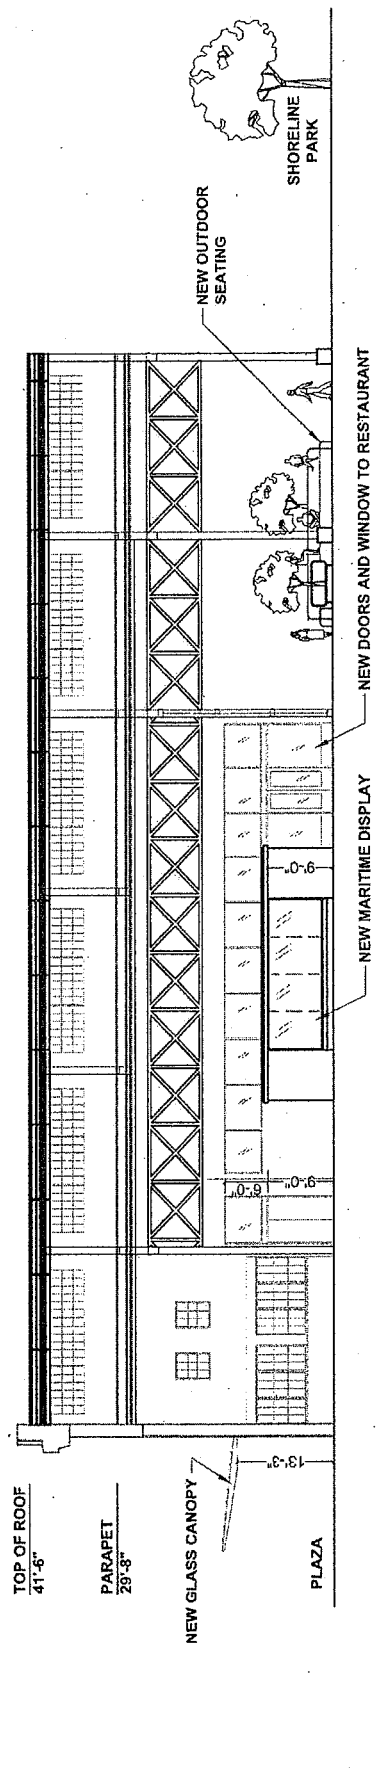 TOP OF ROOF
41'-6"
PARAPET
29'-8"
NEW GLASS CANOPY
PLAZA
13'-3"
6'-0"
9'-0"
9'-0"
NEW MARITIME DISPLAY
NEW DOORS AND WINDOW TO RESTAURANT
NEW OUTDOOR
SEATING
SHORELINE
PARK